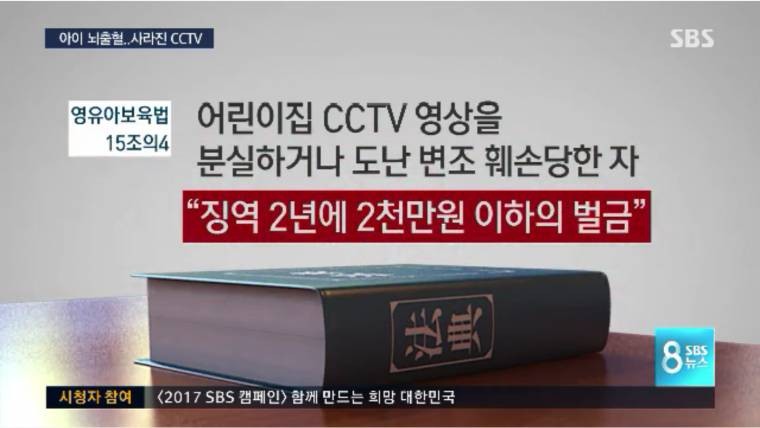 아이 뇌출혈..사라진 CCTV
SBS
영유아보육법
15조의4
어린이집 CCTV 영상을
분실하거나 도난 변조 훼손당한 자
“징역 2년에 2천만원 이하의 벌금”
法典
8 SBS
뉴스
시청자 참여 〈2017 SBS 캠페인〉 함께 만드는 희망 대한민국